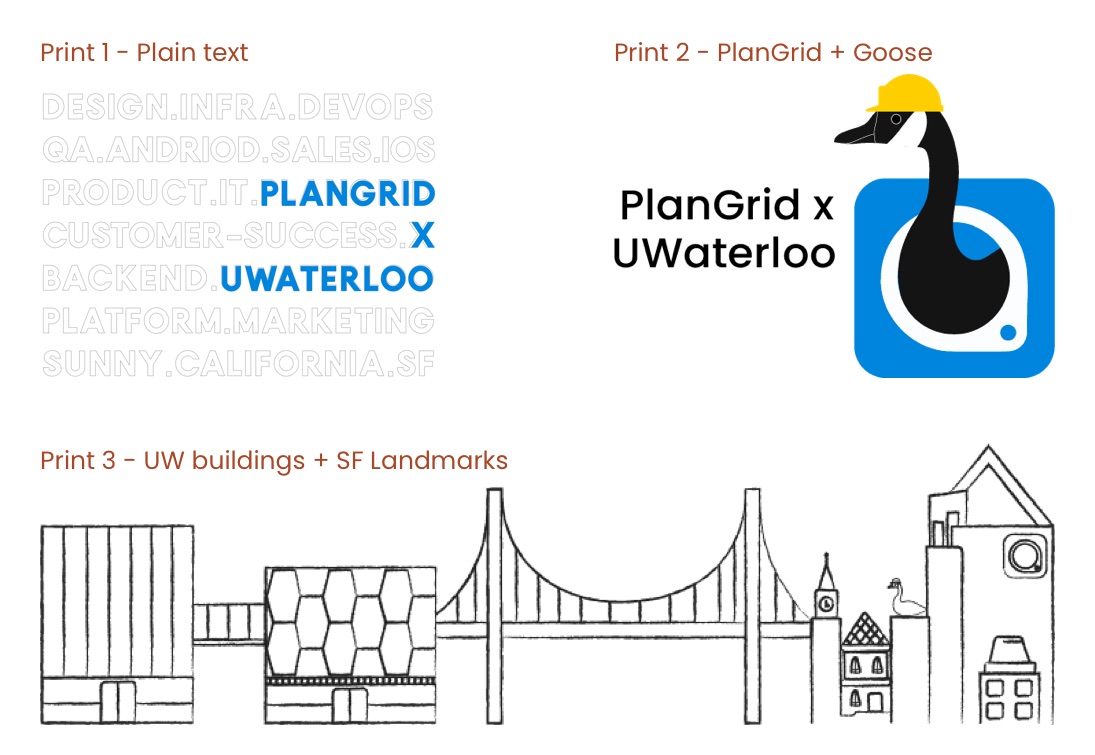 Print 1 - Plain text
DESIGN.INFRA.DEVOPS
QA.ANDRIOD.SALES.IOS
PRODUCT.IT.PLANGRID
CUSTOMER-SUCCESS.X
BACKEND.UWATERLOO
PLATFORM.MARKETING
SUNNY.CALIFORNIA.SF
Print 2 - PlanGrid + Goose
PlanGrid x
UWaterloo
Print 3 - UW buildings + SF Landmarks